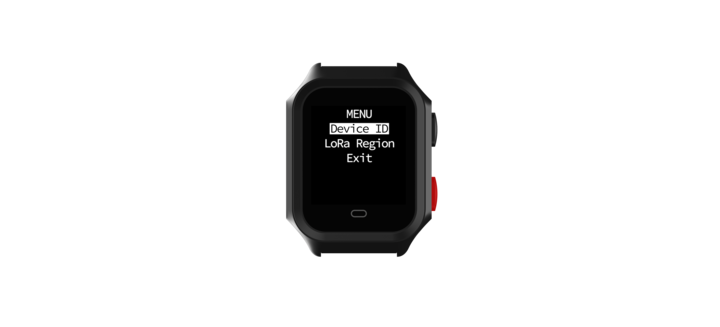 MENU
Device ID
LoRa Region
Exit